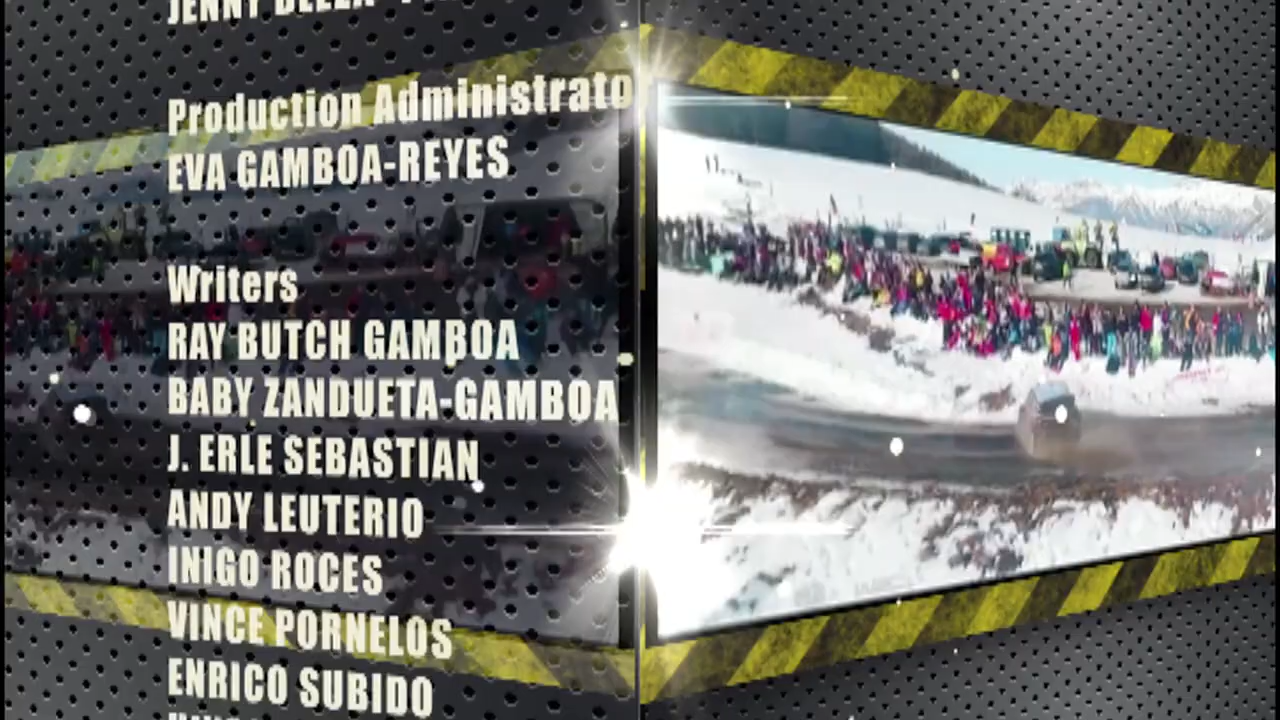 JENNY
Production Administrato
EVA GAMBOA-REYES
Writers
RAY BUTCH GAMBOA
BABY ZANDUETA-GAMBOA
J. ERLE SEBASTIAN
ANDY LEUTERIO
INIGO ROCES
VINCE PORNELOS
ENRICO SUBIDO